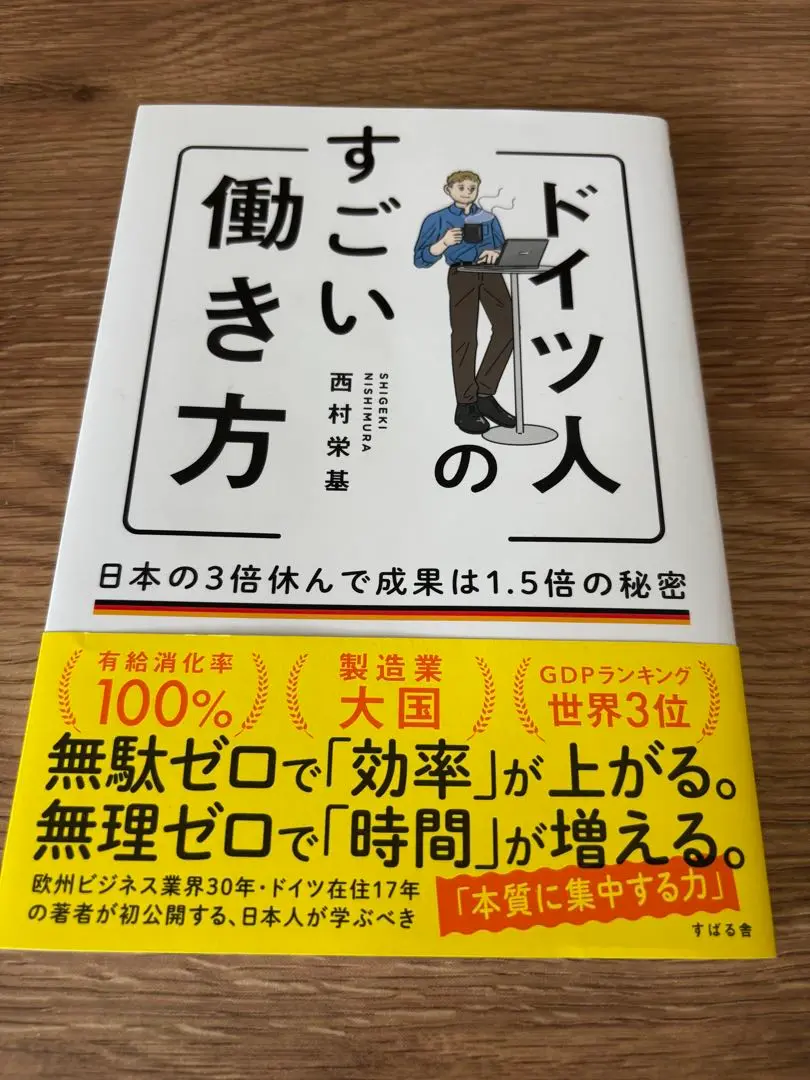 ドイツ人
の
すごい
働き方
西村栄基
SHIGEKI
NISHIMURA
日本の3倍休んで成果は1.5倍の秘密
有給消化率
100%
製造業
大国
GDPランキング
世界3位
無駄ゼロで「効率」が上がる。
無理ゼロで「時間」が増える。
欧州ビジネス業界30年・ドイツ在住17年
の著者が初公開する、日本人が学ぶべき
「本質に集中する力」
すばる舎